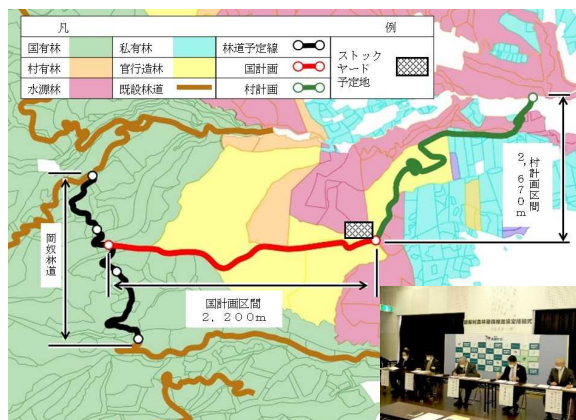 凡 例
国有林 私有林 林道予定線 ストック
ヤード
予定地
村有林 官行造林 国計画
水源林 既設林道 村計画
村計画区間
2,670m
岡奴林道
国計画区間
2,200m